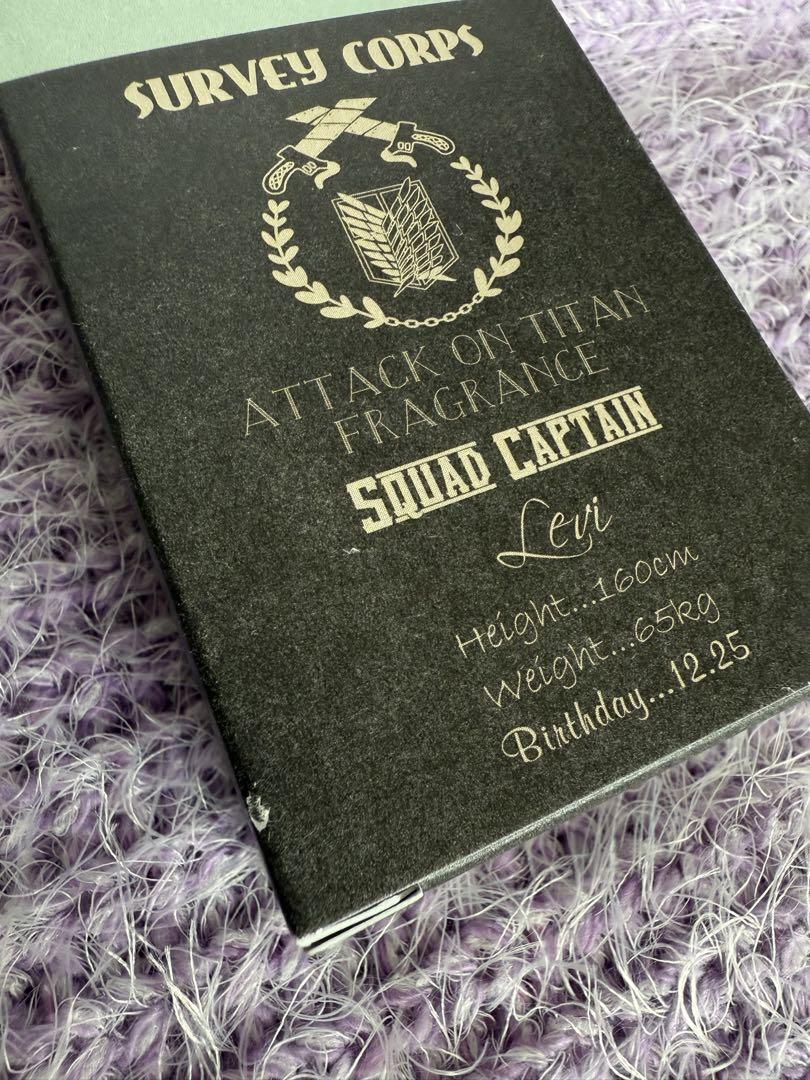 SURVEY CORPS
ATTACK ON TITAN
FRAGRANCE
SQUAD CAPTAIN
Levi
Height...160cm
Weight...65kg
Birthday...12.25